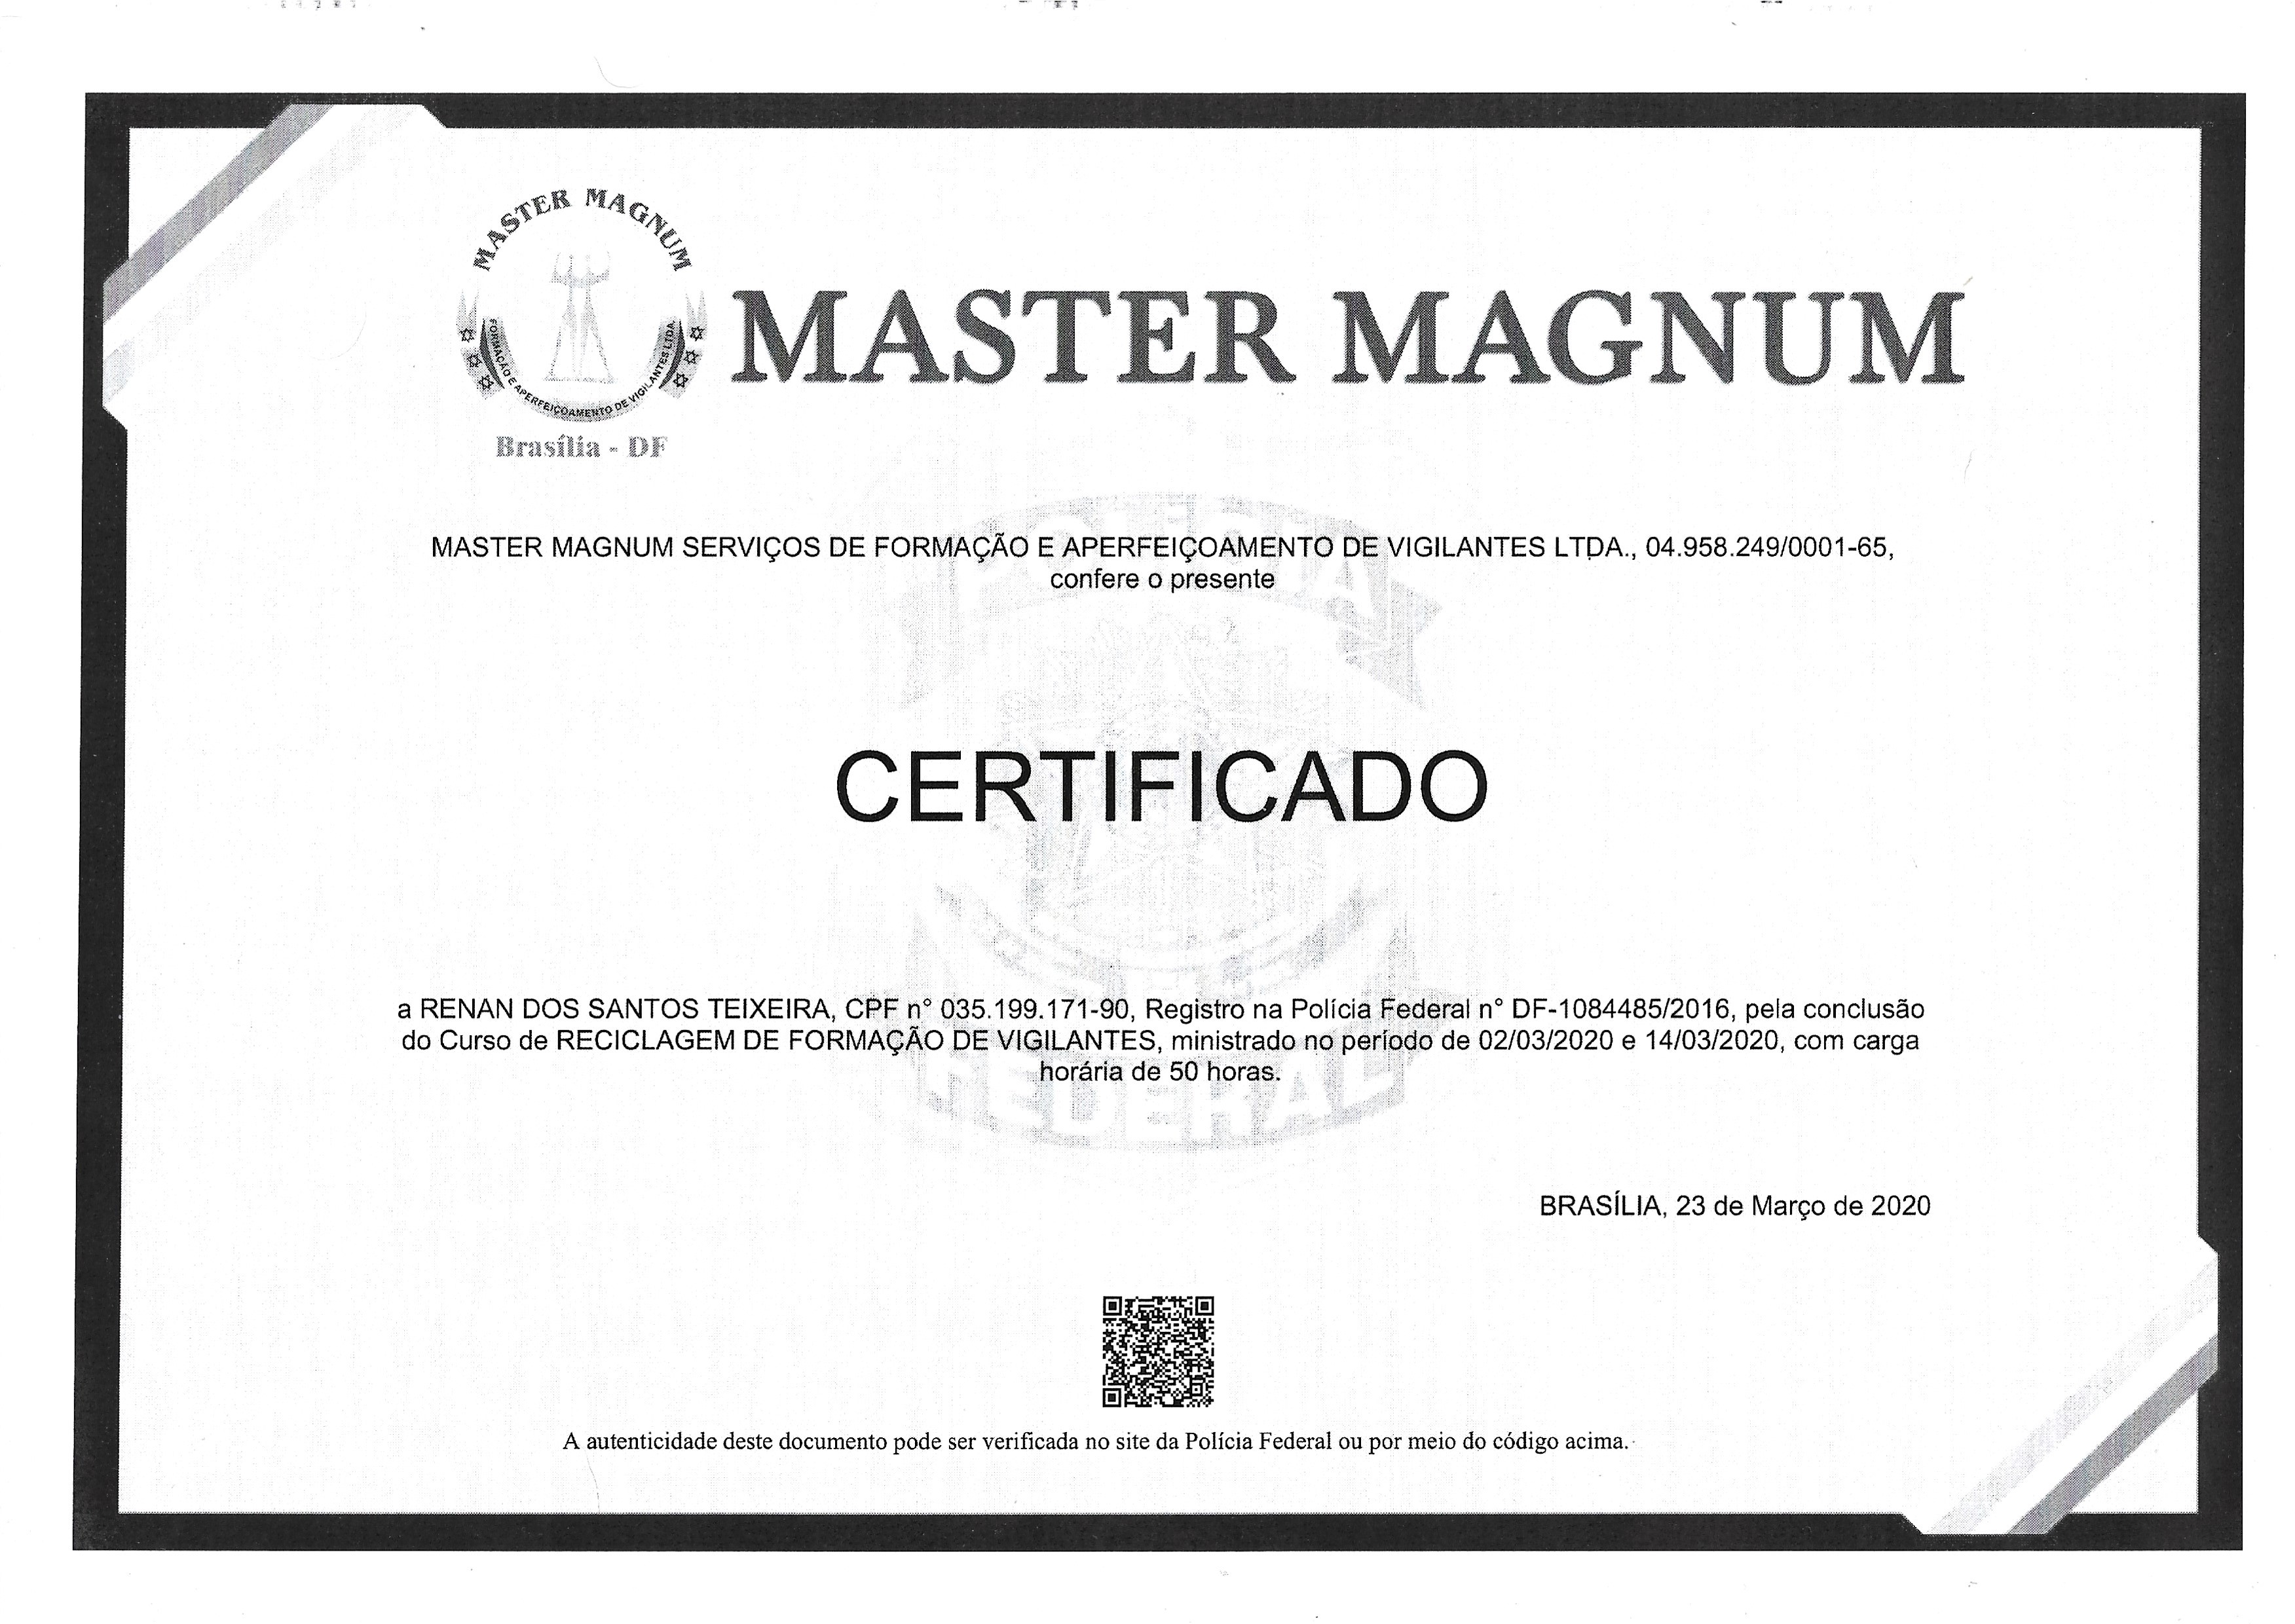 MASTER MAGNUM
FORMAÇÃO E APERFEIÇOAMENTO DE VIGILANTES LTDA.
Brasília - DF
MASTER MAGNUM
POLÍCIA
MASTER MAGNUM SERVIÇOS DE FORMAÇÃO E APERFEIÇOAMENTO DE VIGILANTES LTDA., 04.958.249/0001-65,
confere o presente
CERTIFICADO
a RENAN DOS SANTOS TEIXEIRA, CPF n° 035.199.171-90, Registro na Polícia Federal n° DF-1084485/2016, pela conclusão
do Curso de RECICLAGEM DE FORMAÇÃO DE VIGILANTES, ministrado no período de 02/03/2020 e 14/03/2020, com carga
horária de 50 horas.
FEDERAL
BRASÍLIA, 23 de Março de 2020
A autenticidade deste documento pode ser verificada no site da Polícia Federal ou por meio do código acima.